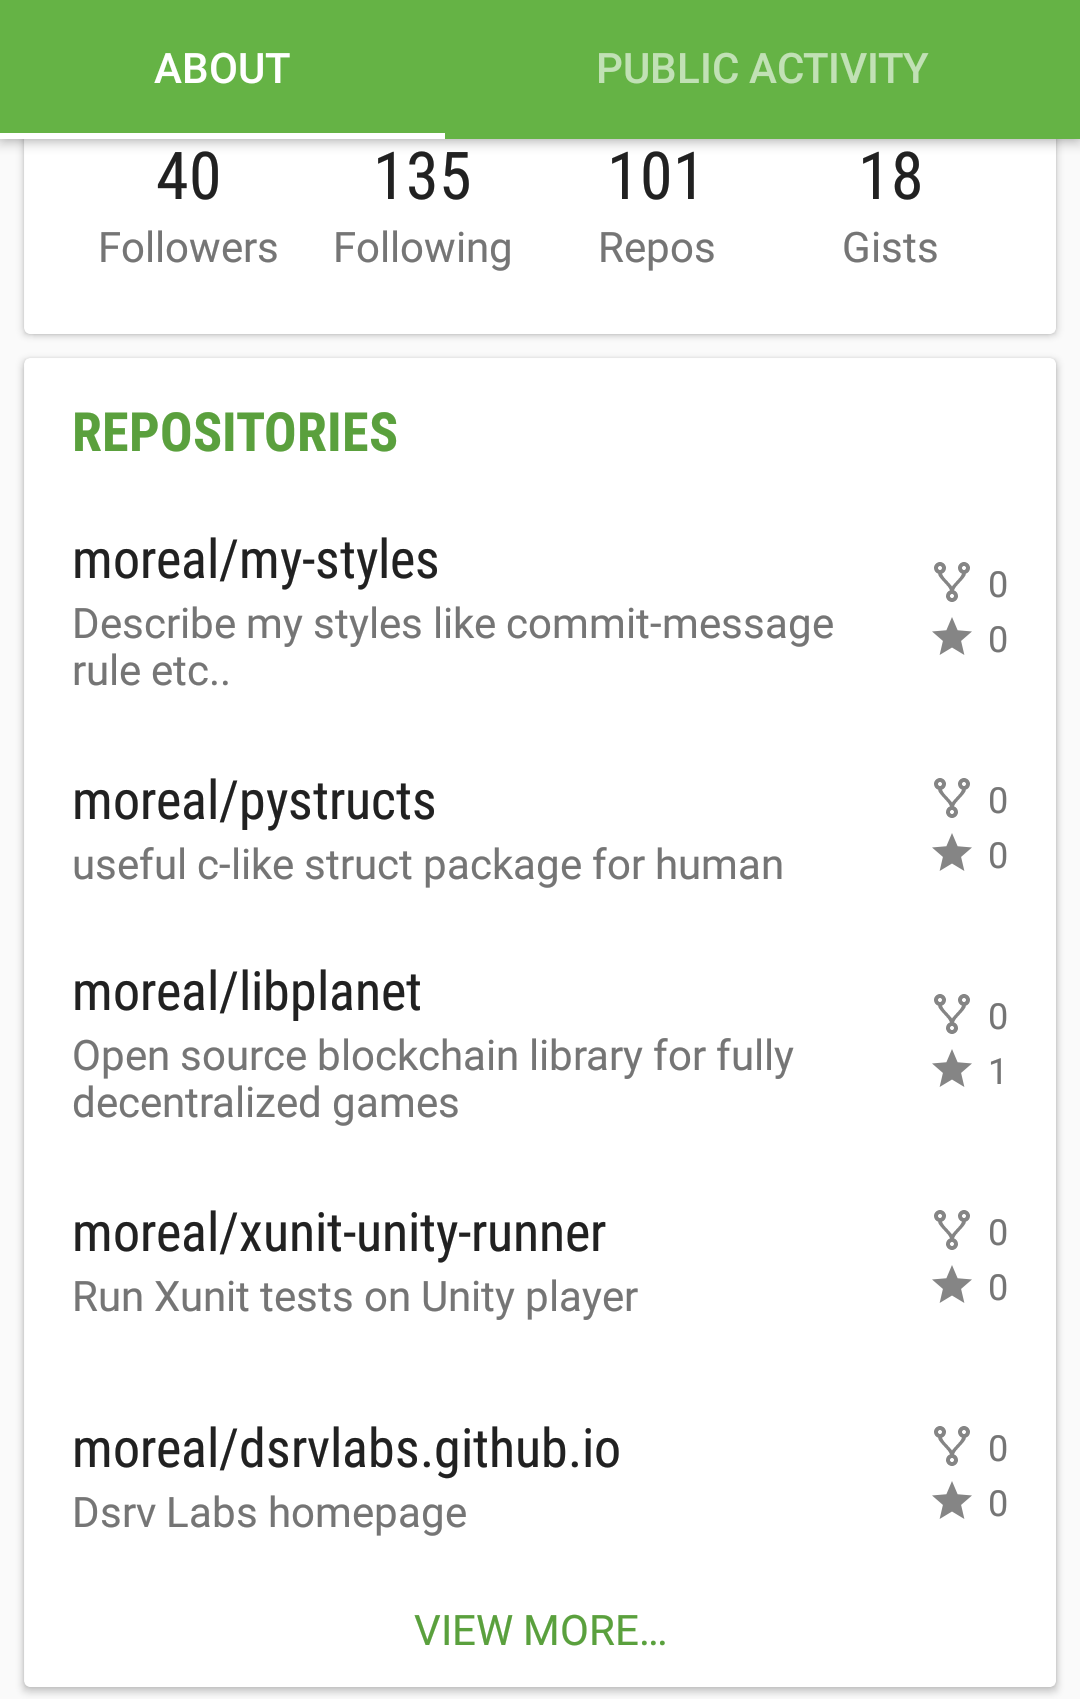 ABOUT PUBLIC ACTIVITY
40 135 101 18
Followers Following Repos Gists
REPOSITORIES
moreal/my-styles
0
Describe my styles like commit-message
0
rule etc..
moreal/pystructs
0
useful c-like struct package for human
0
moreal/libplanet
0
Open source blockchain library for fully
1
decentralized games
moreal/xunit-unity-runner
0
Run Xunit tests on Unity player
0
moreal/dsrvlabs.github.io
0
Dsrv Labs homepage
0
VIEW MORE...